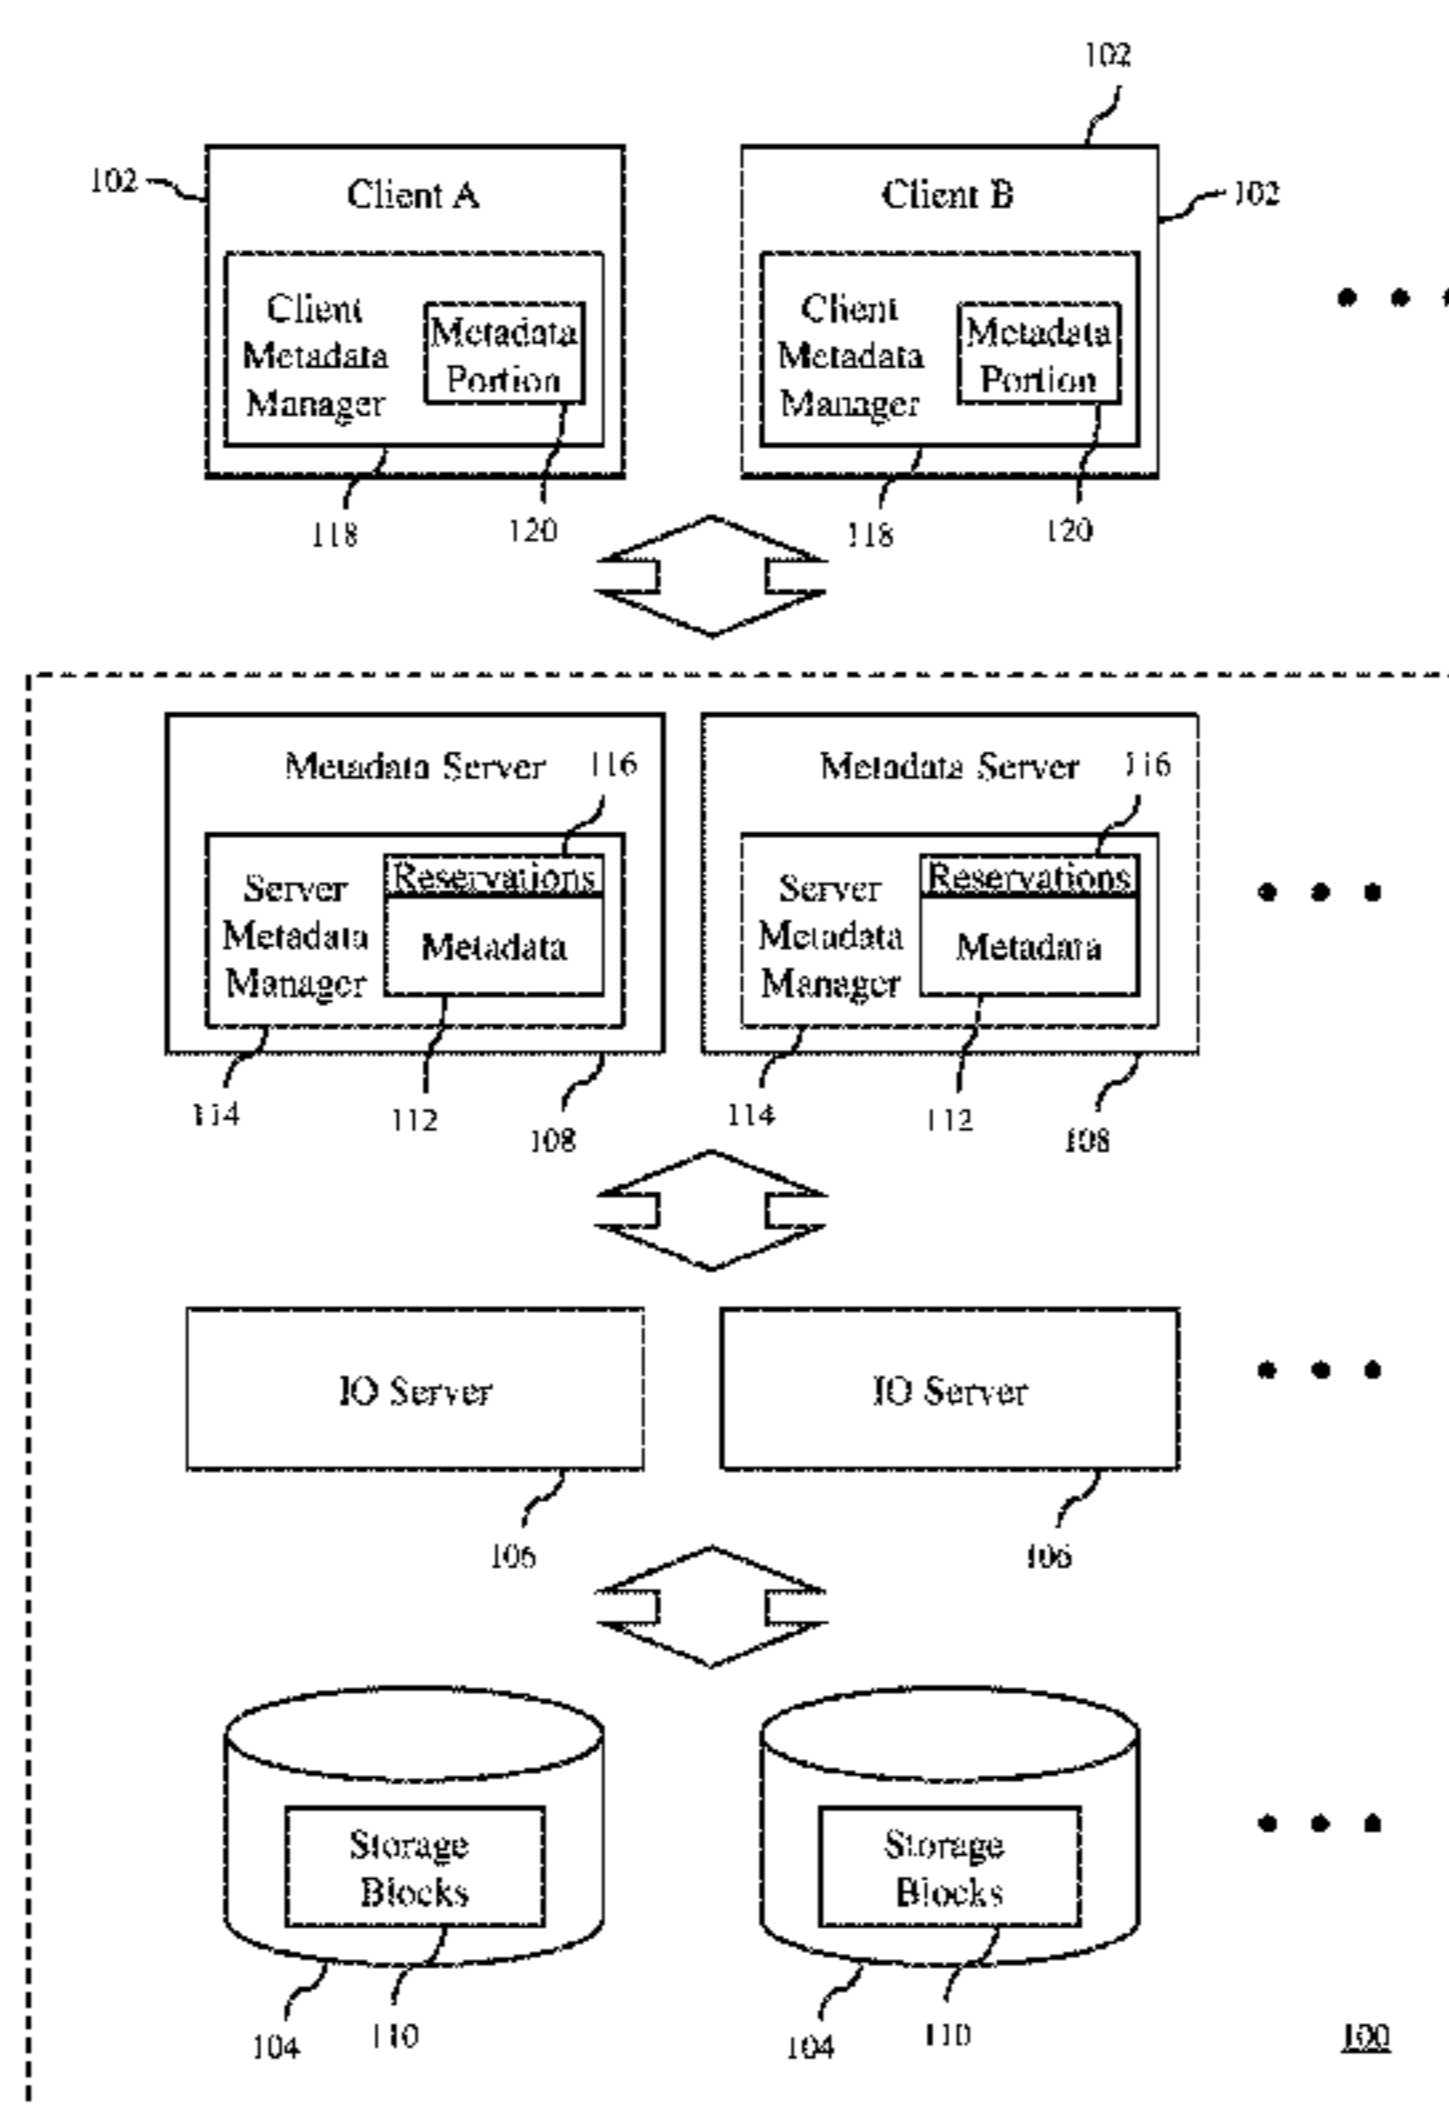 102
102
Client A
Client B
102
Client
Metadata
Manager
Metadata
Portion
Client
Metadata
Manager
Metadata
Portion
118
120
118
120
Metadata Server
116
Metadata Server
116
Server
Metadata
Manager
Reservations
Metadata
Server
Metadata
Manager
Reservations
Metadata
114
112
108
114
112
108
IO Server
IO Server
106
106
Storage
Blocks
Storage
Blocks
104
110
104
110
100